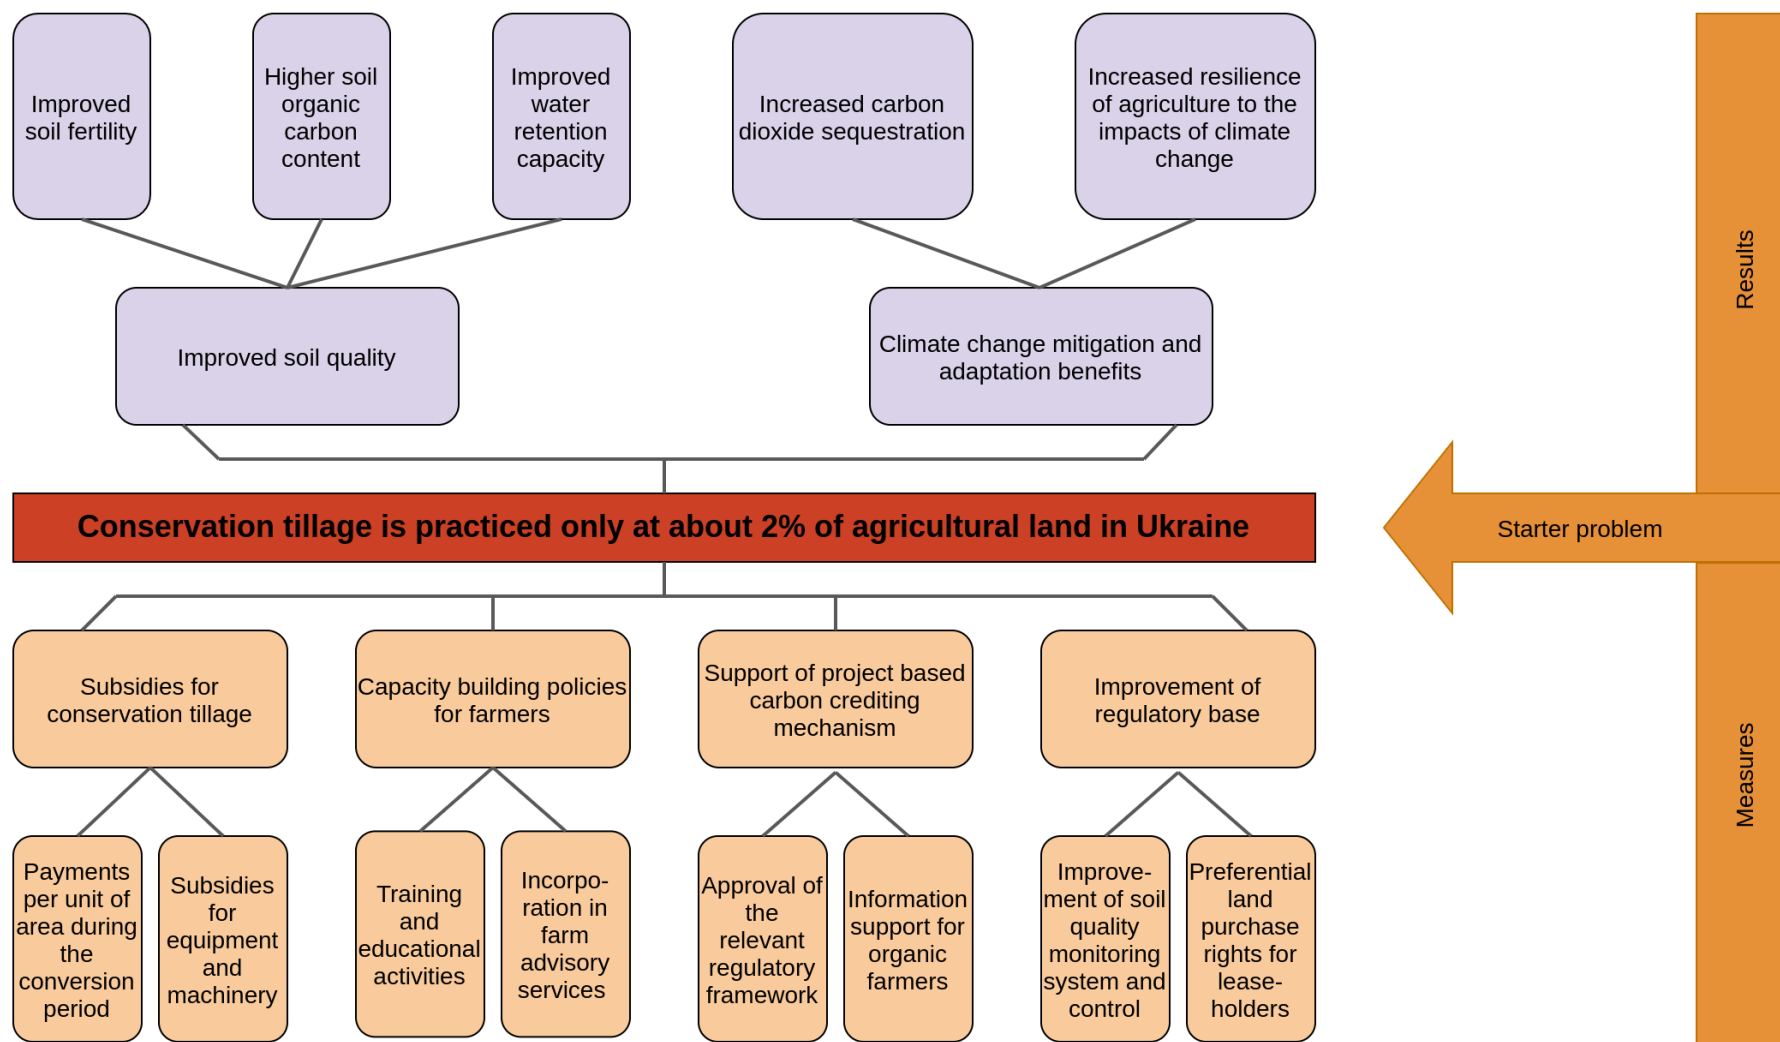 Improved
soil fertility
Higher soil
organic
carbon
content
Improved
water
retention
capacity
Increased carbon
dioxide sequestration
Increased resilience
of agriculture to the
impacts of climate
change
Results
Improved soil quality
Climate change mitigation and
adaptation benefits
Conservation tillage is practiced only at about 2% of agricultural land in Ukraine
Starter problem
Subsidies for
conservation tillage
Capacity building policies
for farmers
Support of project based
carbon crediting
mechanism
Improvement of
regulatory base
Measures
Payments
per unit of
area during
the
conversion
period
Subsidies
for
equipment
and
machinery
Training
and
educational
activities
Incorpo-
ration in
farm
advisory
services
Approval of
the
relevant
regulatory
framework
Information
support for
organic
farmers
Improve-
ment of soil
quality
monitoring
system and
control
Preferential
land
purchase
rights for
lease-
holders